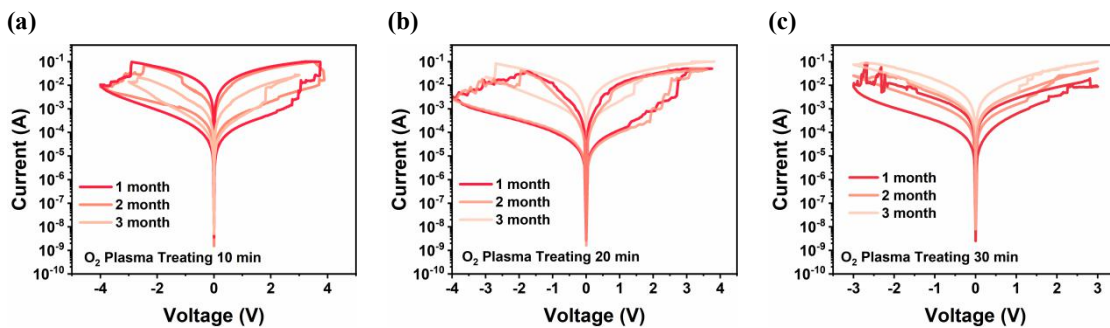 (a)
10⁻¹
10⁻²
10⁻³
10⁻⁴
10⁻⁵
10⁻⁶
10⁻⁷
10⁻⁸
10⁻⁹
10⁻¹⁰
Current (A)
1 month
2 month
3 month
O₂ Plasma Treating 10 min
-4 -2 0 2 4
Voltage (V)
(b)
10⁻¹
10⁻²
10⁻³
10⁻⁴
10⁻⁵
10⁻⁶
10⁻⁷
10⁻⁸
10⁻⁹
10⁻¹⁰
Current (A)
1 month
2 month
3 month
O₂ Plasma Treating 20 min
-4 -3 -2 -1 0 1 2 3 4
Voltage (V)
(c)
10⁻¹
10⁻²
10⁻³
10⁻⁴
10⁻⁵
10⁻⁶
10⁻⁷
10⁻⁸
10⁻⁹
10⁻¹⁰
Current (A)
1 month
2 month
3 month
O₂ Plasma Treating 30 min
-3 -2 -1 0 1 2 3
Voltage (V)